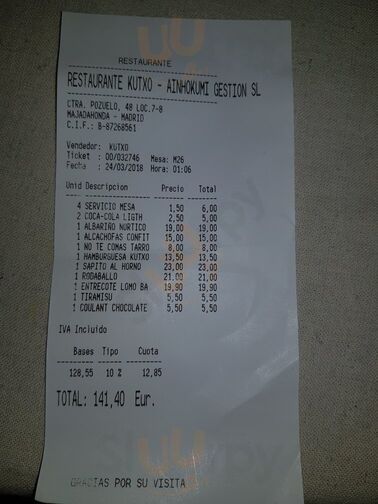 RESTAURANTE
RESTAURANTE KUTXO - AINHOKUMI GESTION SL
CTRA. POZUELO, 48 LOC.7-8
MAJADAHONDA - MADRID
C.I.F.: B-87268561
Vendedor: KUTXO
Ticket : 00/032746 Mesa: M26
Fecha : 24/03/2018 Hora: 01:06
Unid Descripcion Precio Total
4 SERVICIO MESA 1,50 6,00
2 COCA-COLA LIGTH 2,50 5,00
1 ALBARIÑO NURTICO 19,00 19,00
1 ALCACHOFAS CONFIT 15,00 15,00
1 NO TE COMAS TARRO 8,00 8,00
1 HAMBURGUESA KUTXO 13,50 13,50
1 SAPITO AL HORNO 23,00 23,00
1 RODABALLO 21,00 21,00
1 ENTRECOTE LOMO BA 19,90 19,90
1 TIRAMISU 5,50 5,50
1 COULANT CHOCOLATE 5,50 5,50
IVA Incluido
Bases Tipo Cuota
128,55 10 % 12,85
TOTAL: 141,40 Eur.
GRACIAS POR SU VISITA